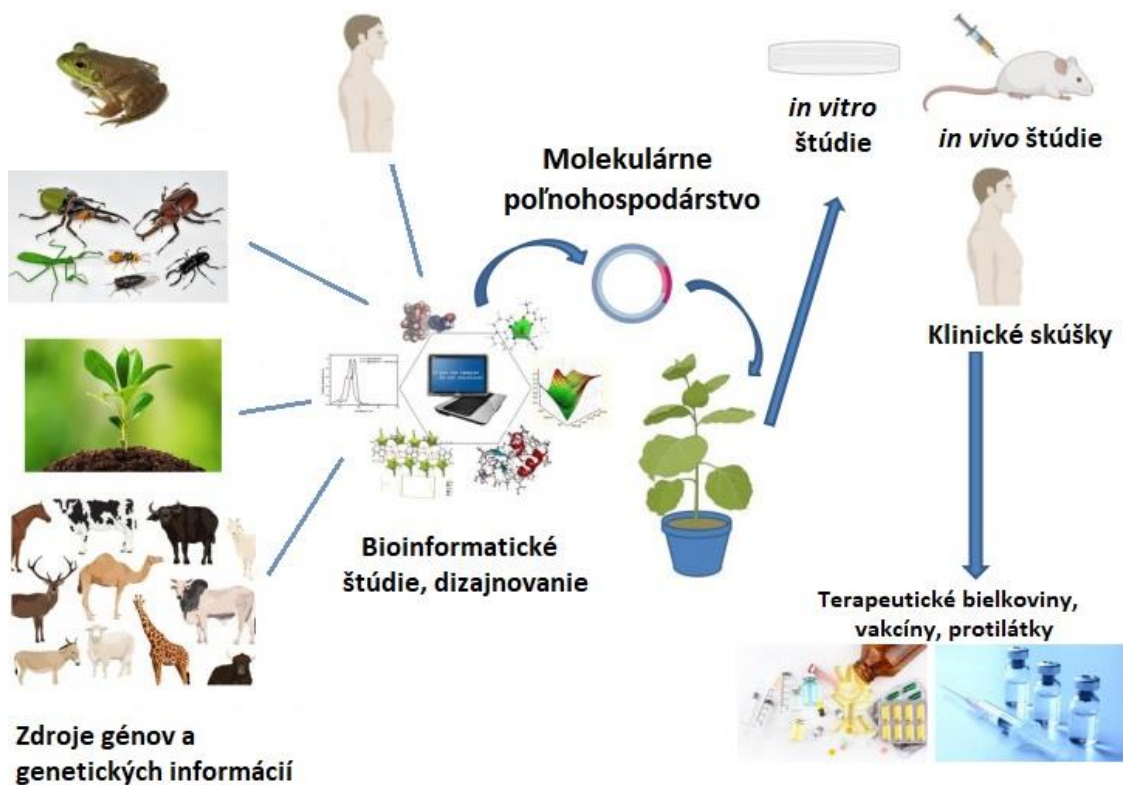 in vitro
štúdie
in vivo štúdie
Molekulárne
poľnohospodárstvo
Klinické skúšky
Bioinformatické
štúdie, dizajnovanie
Terapeutické bielkoviny,
vakcíny, protilátky
Zdroje génov a
genetických informácií